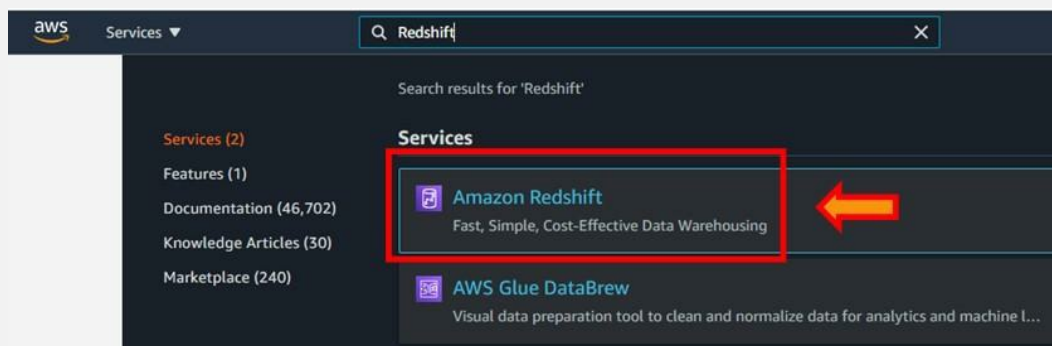 aws
Services ▼
Redshift
Search results for 'Redshift'
Services (2)
Features (1)
Documentation (46,702)
Knowledge Articles (30)
Marketplace (240)
Services
Amazon Redshift
Fast, Simple, Cost-Effective Data Warehousing
AWS Glue DataBrew
Visual data preparation tool to clean and normalize data for analytics and machine l...